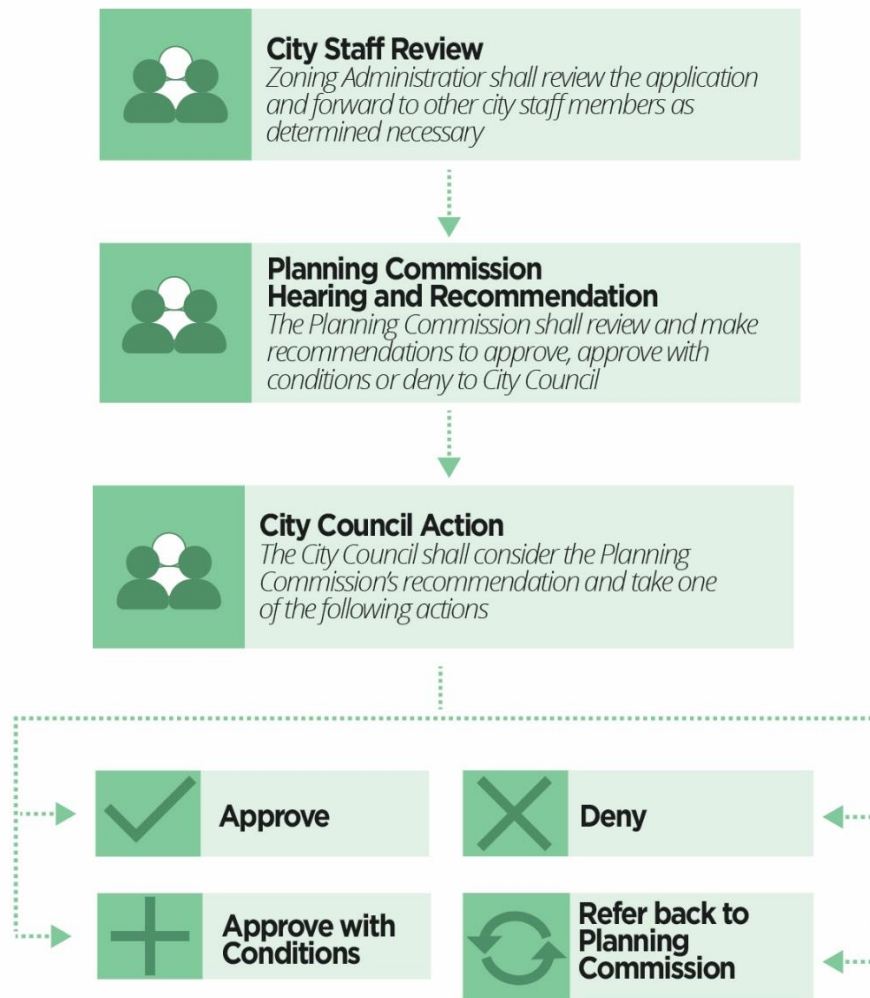 City Staff Review
Zoning Administratior shall review the application
and forward to other city staff members as
determined necessary
Planning Commission
Hearing and Recommendation
The Planning Commission shall review and make
recommendations to approve, approve with
conditions or deny to City Council
City Council Action
The City Council shall consider the Planning
Commission's recommendation and take one
of the following actions
Approve
Deny
Approve with
Conditions
Refer back to
Planning
Commission